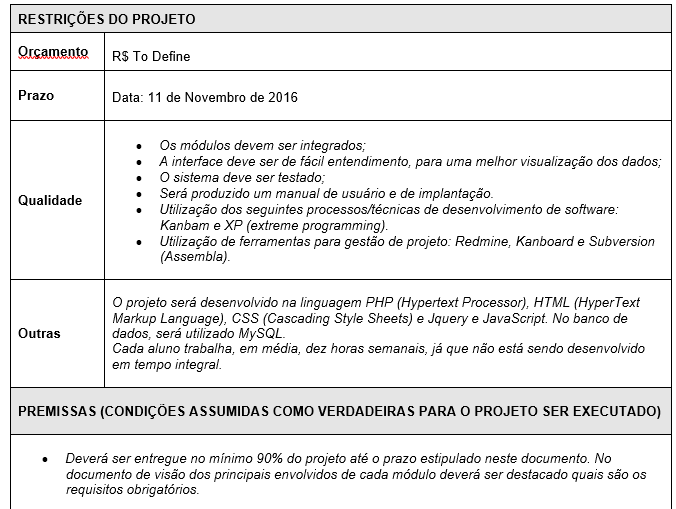 RESTRIÇÕES DO PROJETO
Orçamento
R$ To Define
Prazo
Data: 11 de Novembro de 2016
Qualidade
• Os módulos devem ser integrados;
• A interface deve ser de fácil entendimento, para uma melhor visualização dos dados;
• O sistema deve ser testado;
• Será produzido um manual de usuário e de implantação.
• Utilização dos seguintes processos/técnicas de desenvolvimento de software:
Kanbam e XP (extreme programming).
• Utilização de ferramentas para gestão de projeto: Redmine, Kanboard e Subversion
(Assembla).
Outras
O projeto será desenvolvido na linguagem PHP (Hypertext Processor), HTML (HyperText
Markup Language), CSS (Cascading Style Sheets) e Jquery e JavaScript. No banco de
dados, será utilizado MySQL.
Cada aluno trabalha, em média, dez horas semanais, já que não está sendo desenvolvido
em tempo integral.
PREMISSAS (CONDIÇÕES ASSUMIDAS COMO VERDADEIRAS PARA O PROJETO SER EXECUTADO)
• Deverá ser entregue no mínimo 90% do projeto até o prazo estipulado neste documento. No
documento de visão dos principais envolvidos de cada módulo deverá ser destacado quais são os
requisitos obrigatórios.